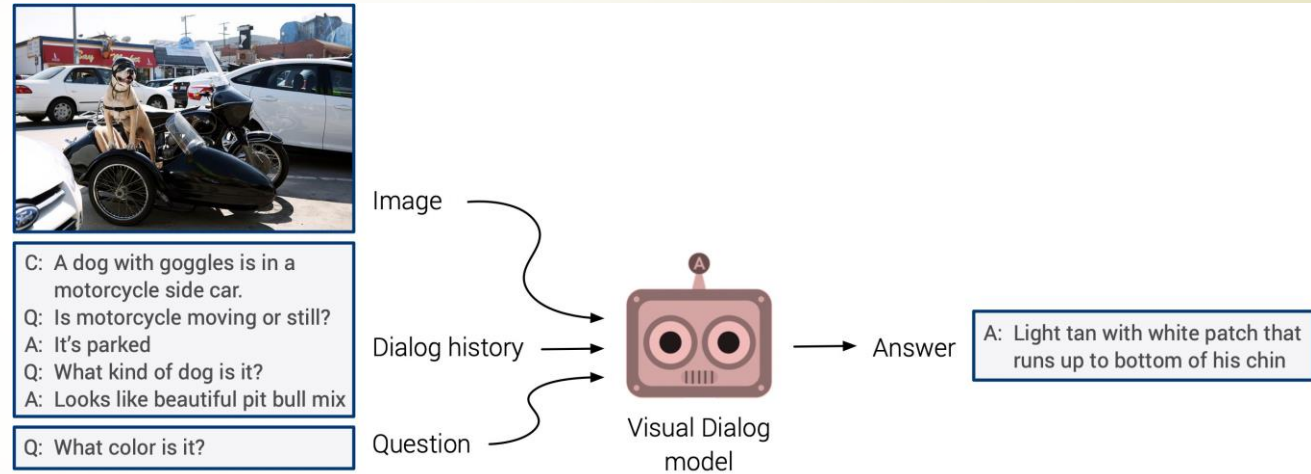 C: A dog with goggles is in a
motorcycle side car.
Q: Is motorcycle moving or still?
A: It's parked
Q: What kind of dog is it?
A: Looks like beautiful pit bull mix
Q: What color is it?
Image
Dialog history
Question
A
Visual Dialog
model
Answer
A: Light tan with white patch that
runs up to bottom of his chin